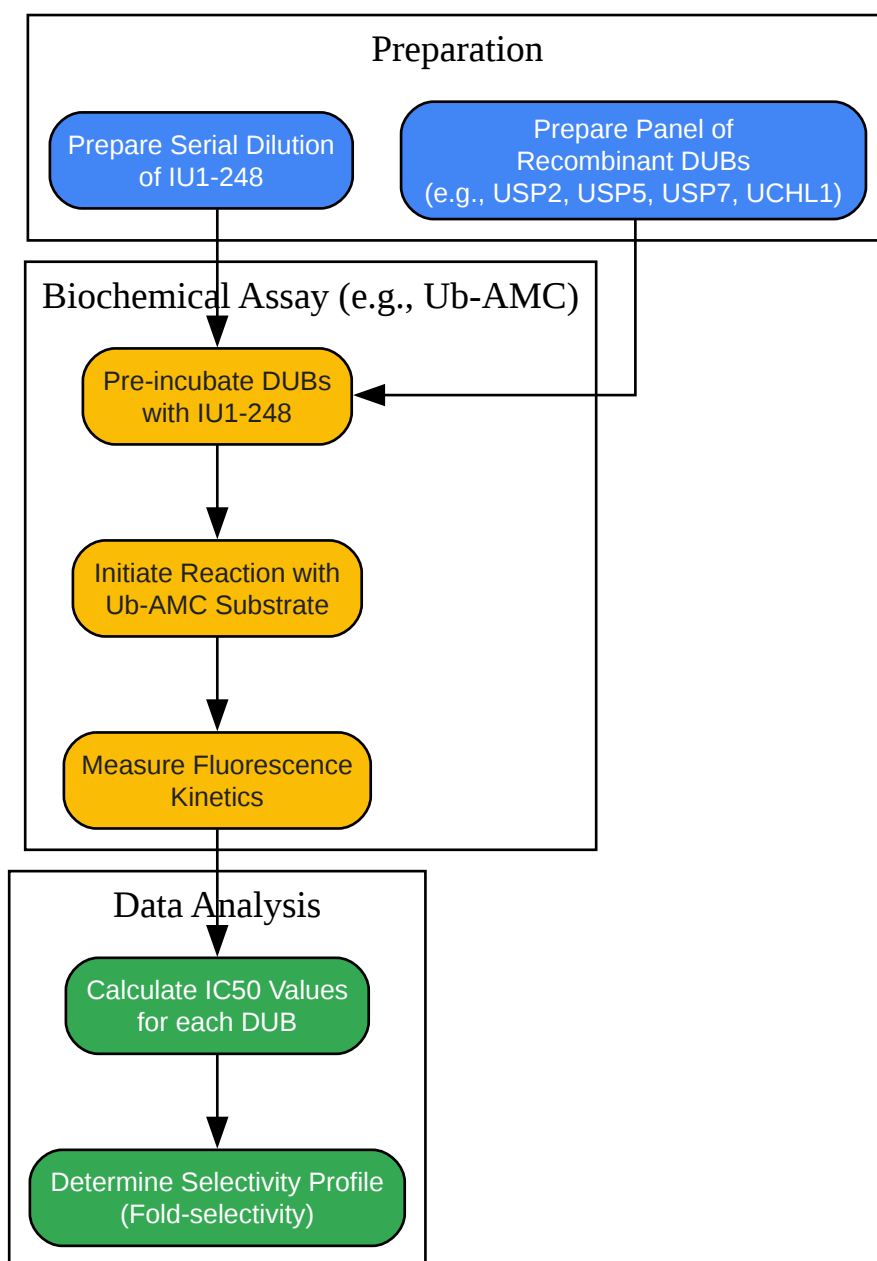 Preparation
Prepare Serial Dilution
of IU1-248
Prepare Panel of
Recombinant DUBs
(e.g., USP2, USP5, USP7, UCHL1)
Biochemical Assay (e.g., Ub-AMC)
Pre-incubate DUBs
with IU1-248
Initiate Reaction with
Ub-AMC Substrate
Measure Fluorescence
Kinetics
Data Analysis
Calculate IC50 Values
for each DUB
Determine Selectivity Profile
(Fold-selectivity)